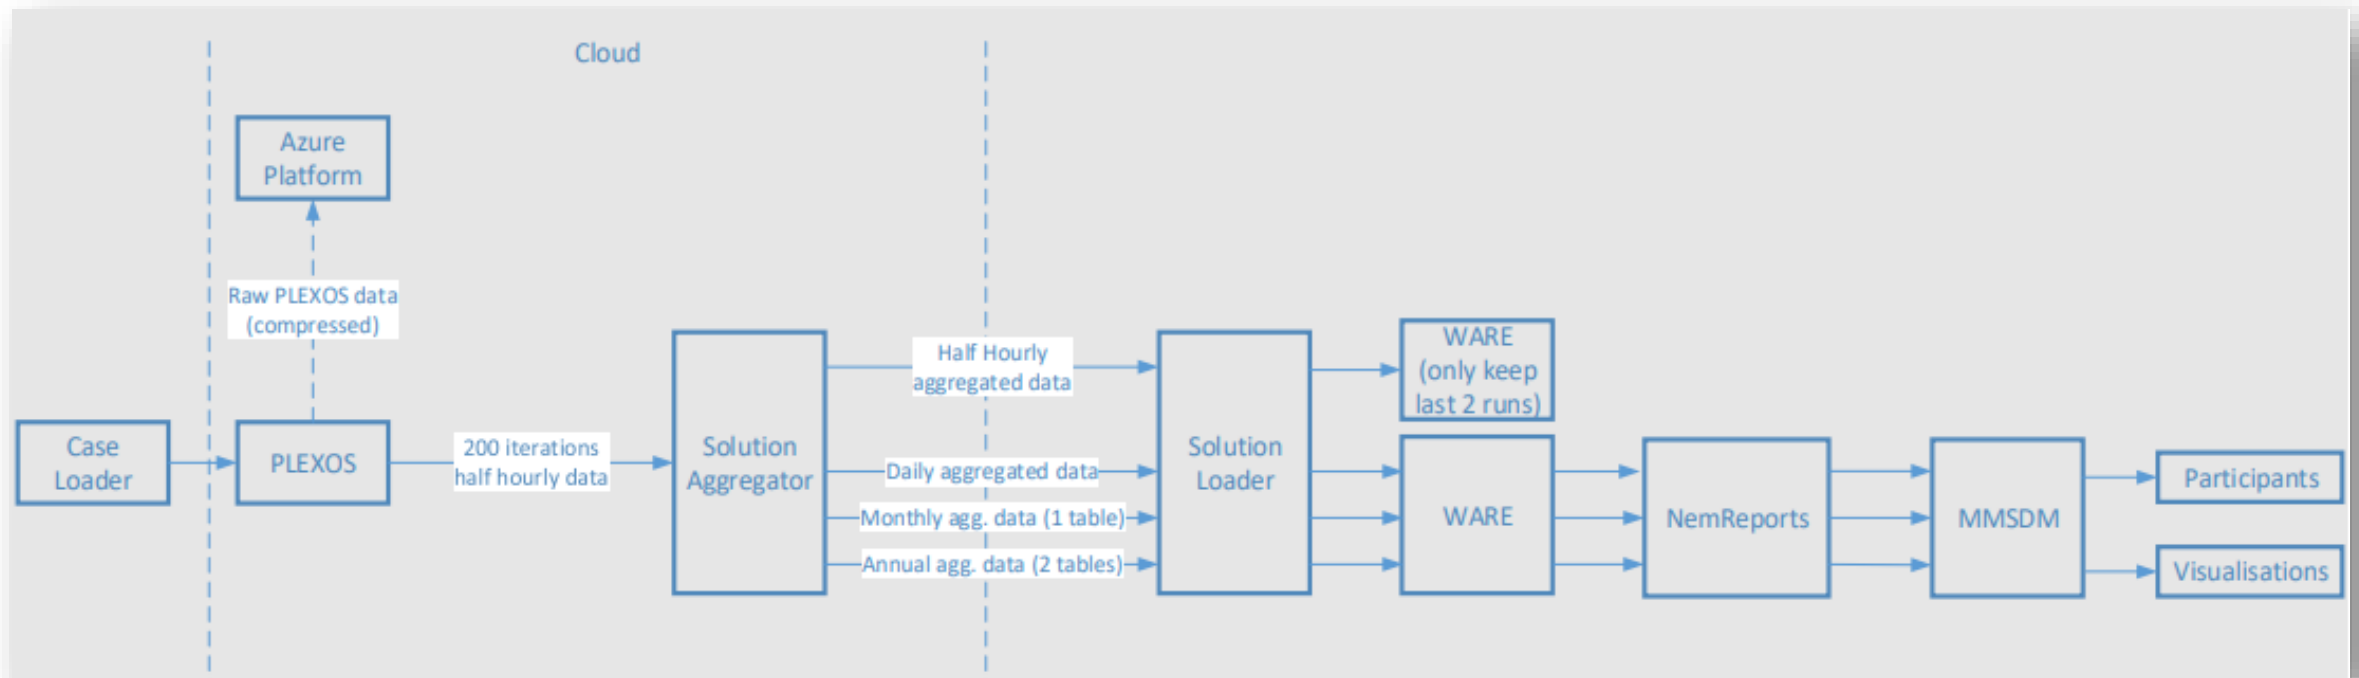 Cloud
Azure
Platform
Raw PLEXOS data
(compressed)
Case
Loader
PLEXOS
200 iterations
half hourly data
Solution
Aggregator
Half Hourly
aggregated data
Daily aggregated data
Monthly agg. data (1 table)
Annual agg. data (2 tables)
Solution
Loader
WARE
(only keep
last 2 runs)
WARE
NemReports
MMSDM
Participants
Visualisations